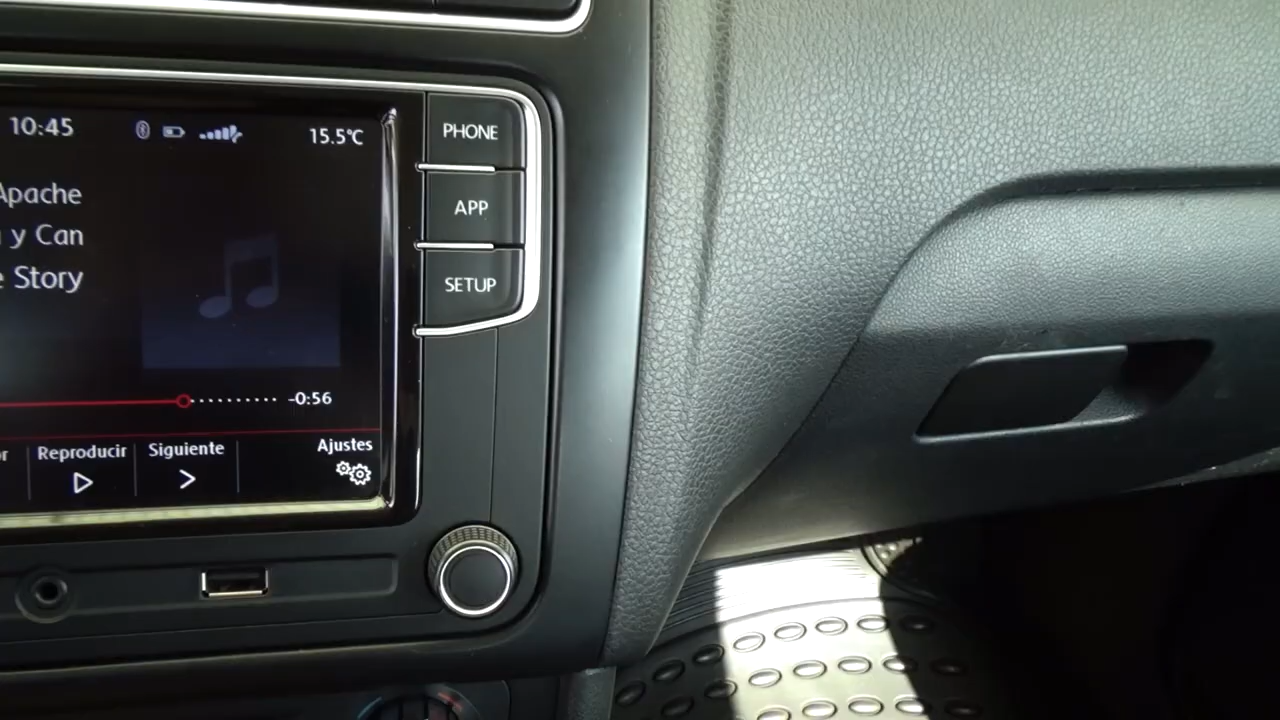 10:45 15.5°C
Apache
y Can
Story
-0:56
Reproducir Siguiente Ajustes
PHONE
APP
SETUP